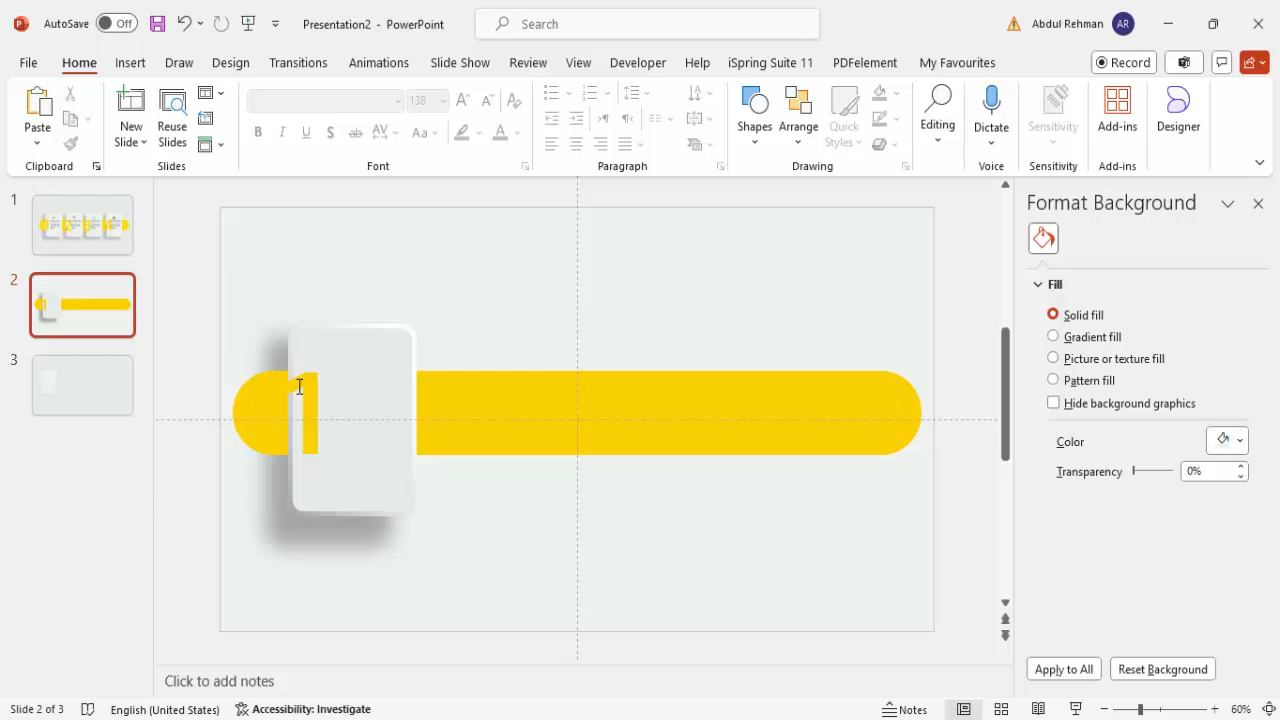 AutoSave Off Presentation2 - PowerPoint Search Abdul Rehman AR
File Home Insert Draw Design Transitions Animations Slide Show Review View Developer Help iSpring Suite 11 PDFelement My Favourites Record
Paste New Slide Reuse Slides 138 Shapes Arrange Quick Styles Editing Dictate Sensitivity Add-ins Designer
B I U S ab AV Aa A
Clipboard Slides Font Paragraph Drawing Voice Sensitivity Add-ins
1
2
3
1
Format Background
Fill
Solid fill
Gradient fill
Picture or texture fill
Pattern fill
Hide background graphics
Color
Transparency 0%
Apply to All Reset Background
Click to add notes
Slide 2 of 3 English (United States) Accessibility: Investigate Notes 60%